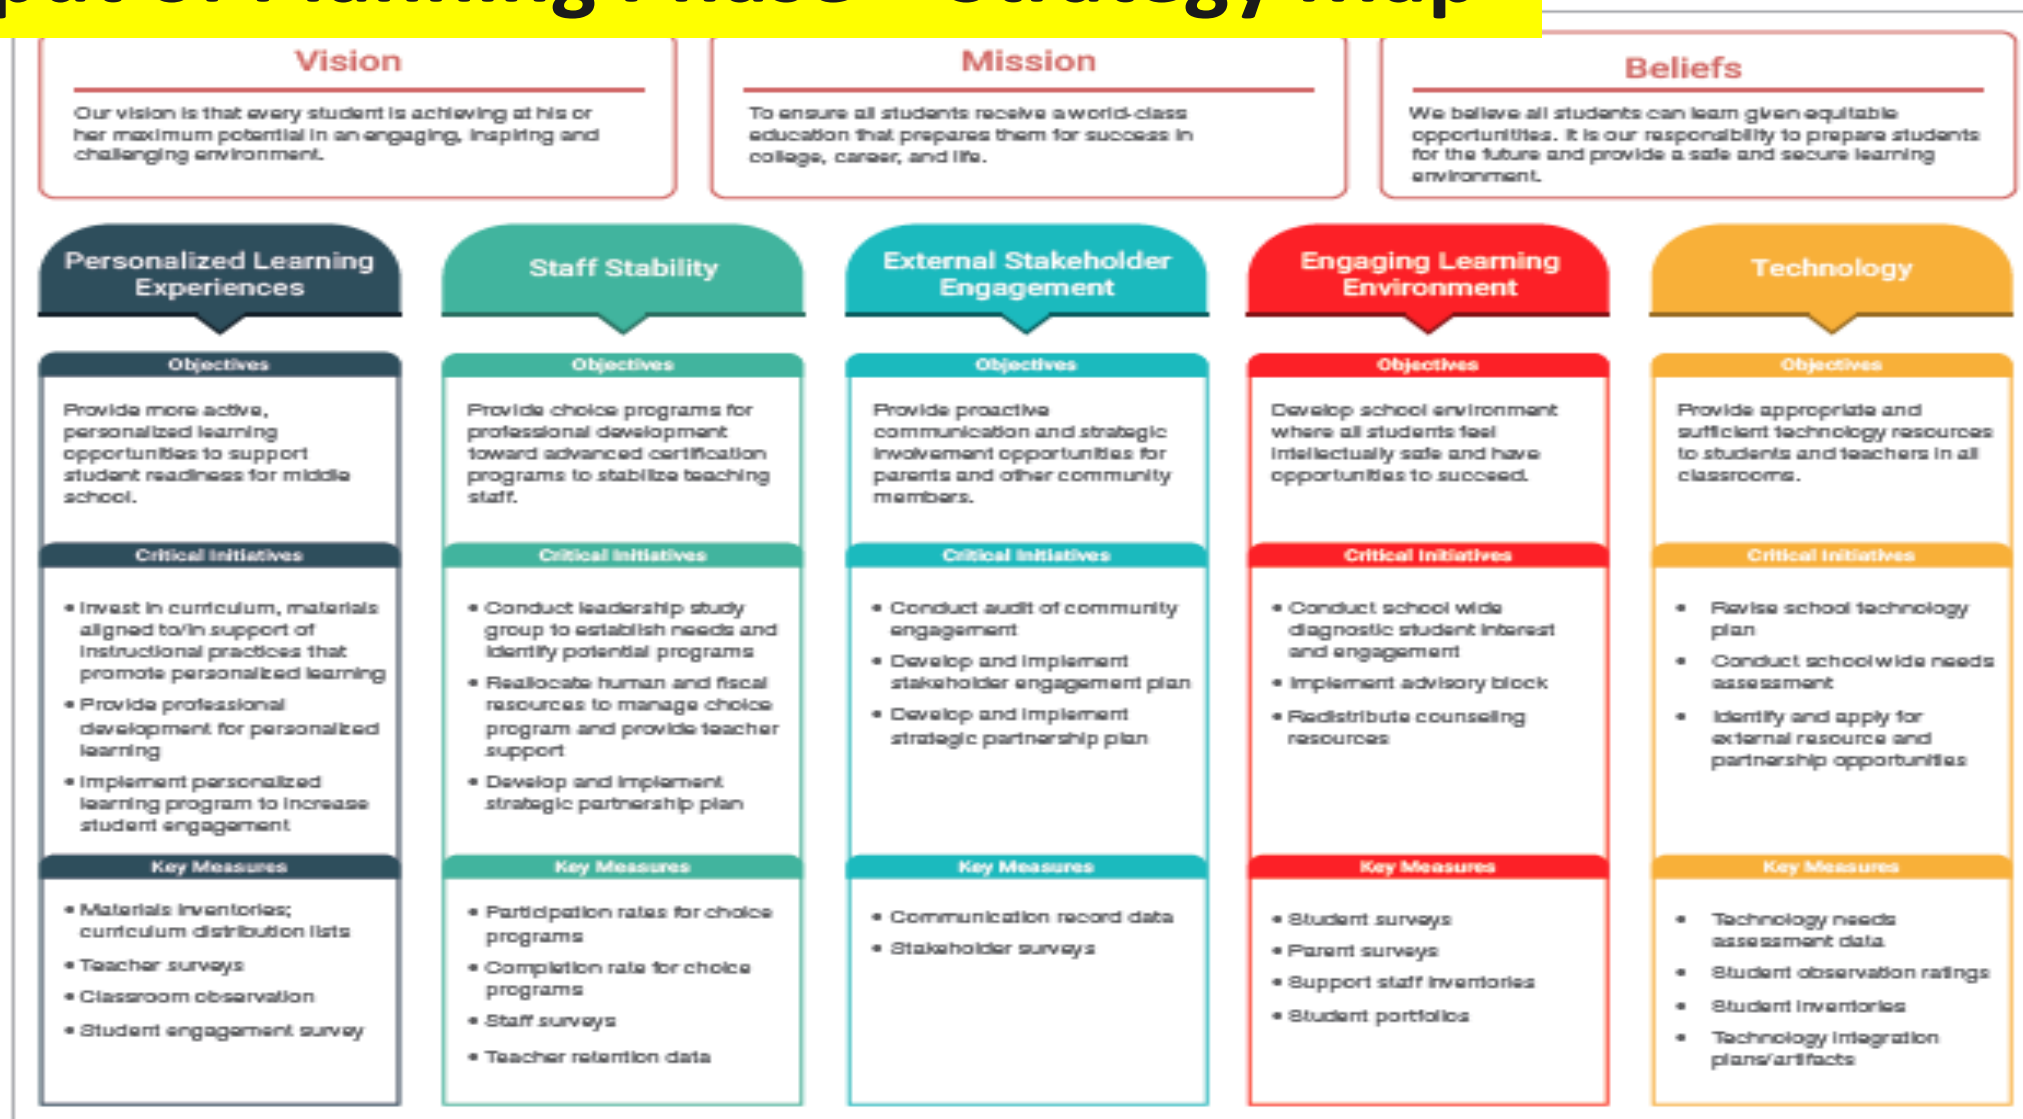 Planning Phase Strategy Map
Vision
Our vision is that every student is achieving at his or
her maximum potential in an engaging, inspiring and
challenging environment.
Mission
To ensure all students receive a world-class
education that prepares them for success in
college, career, and life.
Beliefs
We believe all students can learn given equitable
opportunities. It is our responsibility to prepare students
for the future and provide a safe and secure learning
environment.
Personalized Learning
Experiences
Objectives
Provide more active,
personalized learning
opportunities to support
student readiness for middle
school.
Critical Initiatives
• Invest in curriculum, materials
aligned to/in support of
instructional practices that
promote personalized learning
• Provide professional
development for personalized
learning
• Implement personalized
learning program to increase
student engagement
Key Measures
• Materials inventories;
curriculum distribution lists
• Teacher surveys
• Classroom observation
• Student engagement survey
Staff Stability
Objectives
Provide choice programs for
professional development
toward advanced certification
programs to stabilize teaching
staff.
Critical Initiatives
• Conduct leadership study
group to establish needs and
identify potential programs
• Reallocate human and fiscal
resources to manage choice
program and provide teacher
support
• Develop and implement
strategic partnership plan
Key Measures
• Participation rates for choice
programs
• Completion rate for choice
programs
• Staff surveys
• Teacher retention data
External Stakeholder
Engagement
Objectives
Provide proactive
communication and strategic
involvement opportunities for
parents and other community
members.
Critical Initiatives
• Conduct audit of community
engagement
• Develop and implement
stakeholder engagement plan
• Develop and implement
strategic partnership plan
Key Measures
• Communication record data
• Stakeholder surveys
Engaging Learning
Environment
Objectives
Develop school environment
where all students feel
intellectually safe and have
opportunities to succeed.
Critical Initiatives
• Conduct school wide
diagnostic student interest
and engagement
• Implement advisory block
• Redistribute counseling
resources
Key Measures
• Student surveys
• Parent surveys
• Support staff inventories
• Student portfolios
Technology
Objectives
Provide appropriate and
sufficient technology resources
to students and teachers in all
classrooms.
Critical Initiatives
• Revise school technology
plan
• Conduct schoolwide needs
assessment
• Identify and apply for
external resource and
partnership opportunities
Key Measures
• Technology needs
assessment data
• Student observation ratings
• Student inventories
• Technology integration
plans/artifacts